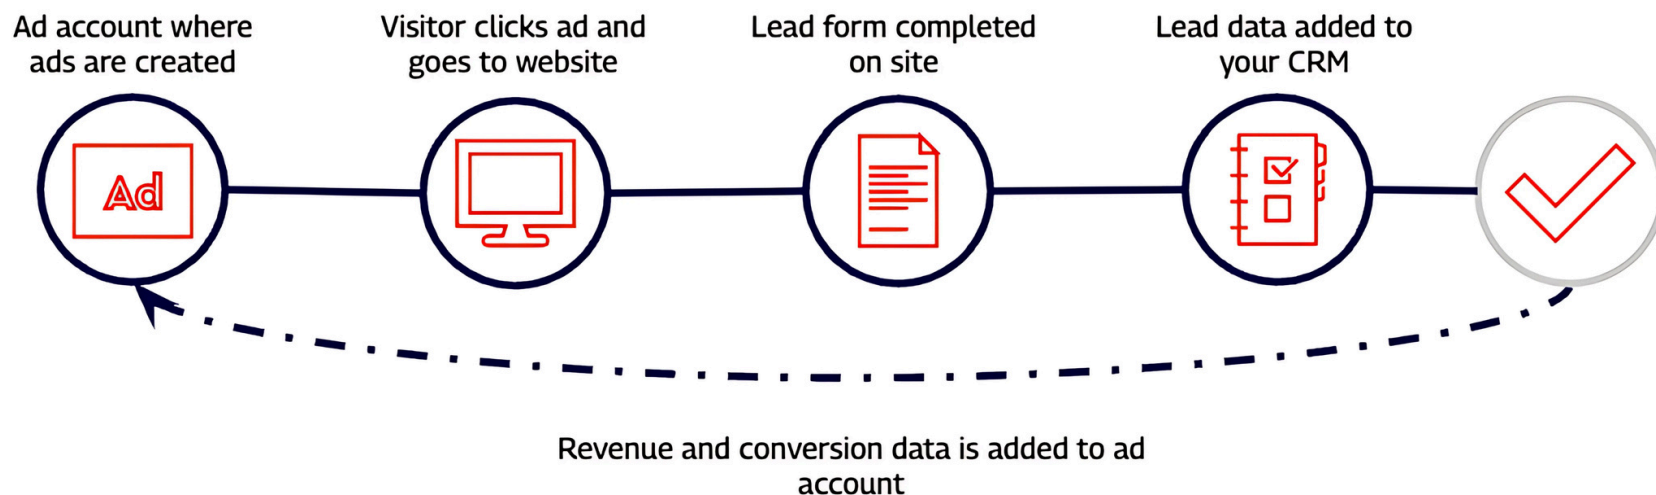 Ad account where
ads are created
Visitor clicks ad and
goes to website
Lead form completed
on site
Lead data added to
your CRM
Ad
Revenue and conversion data is added to ad
account